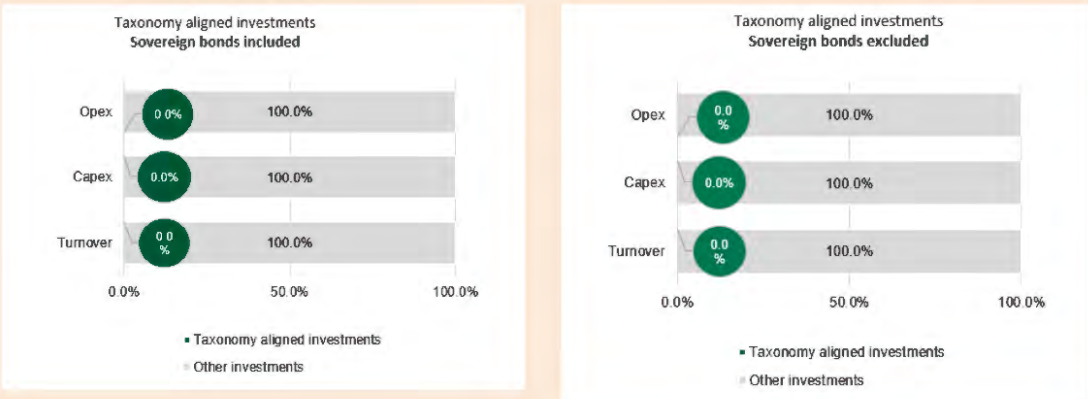 Taxonomy aligned investments
Sovereign bonds included
Opex
0.0%
100.0%
Capex
0.0%
100.0%
Turnover
0.0
%
100.0%
0.0%
50.0%
100.0%
Taxonomy aligned investments
Other investments
Taxonomy aligned investments
Sovereign bonds excluded
Opex
0.0
%
100.0%
Capex
0.0%
100.0%
Turnover
0.0
%
100.0%
0.0%
50.0%
100.0%
Taxonomy aligned investments
Other investments